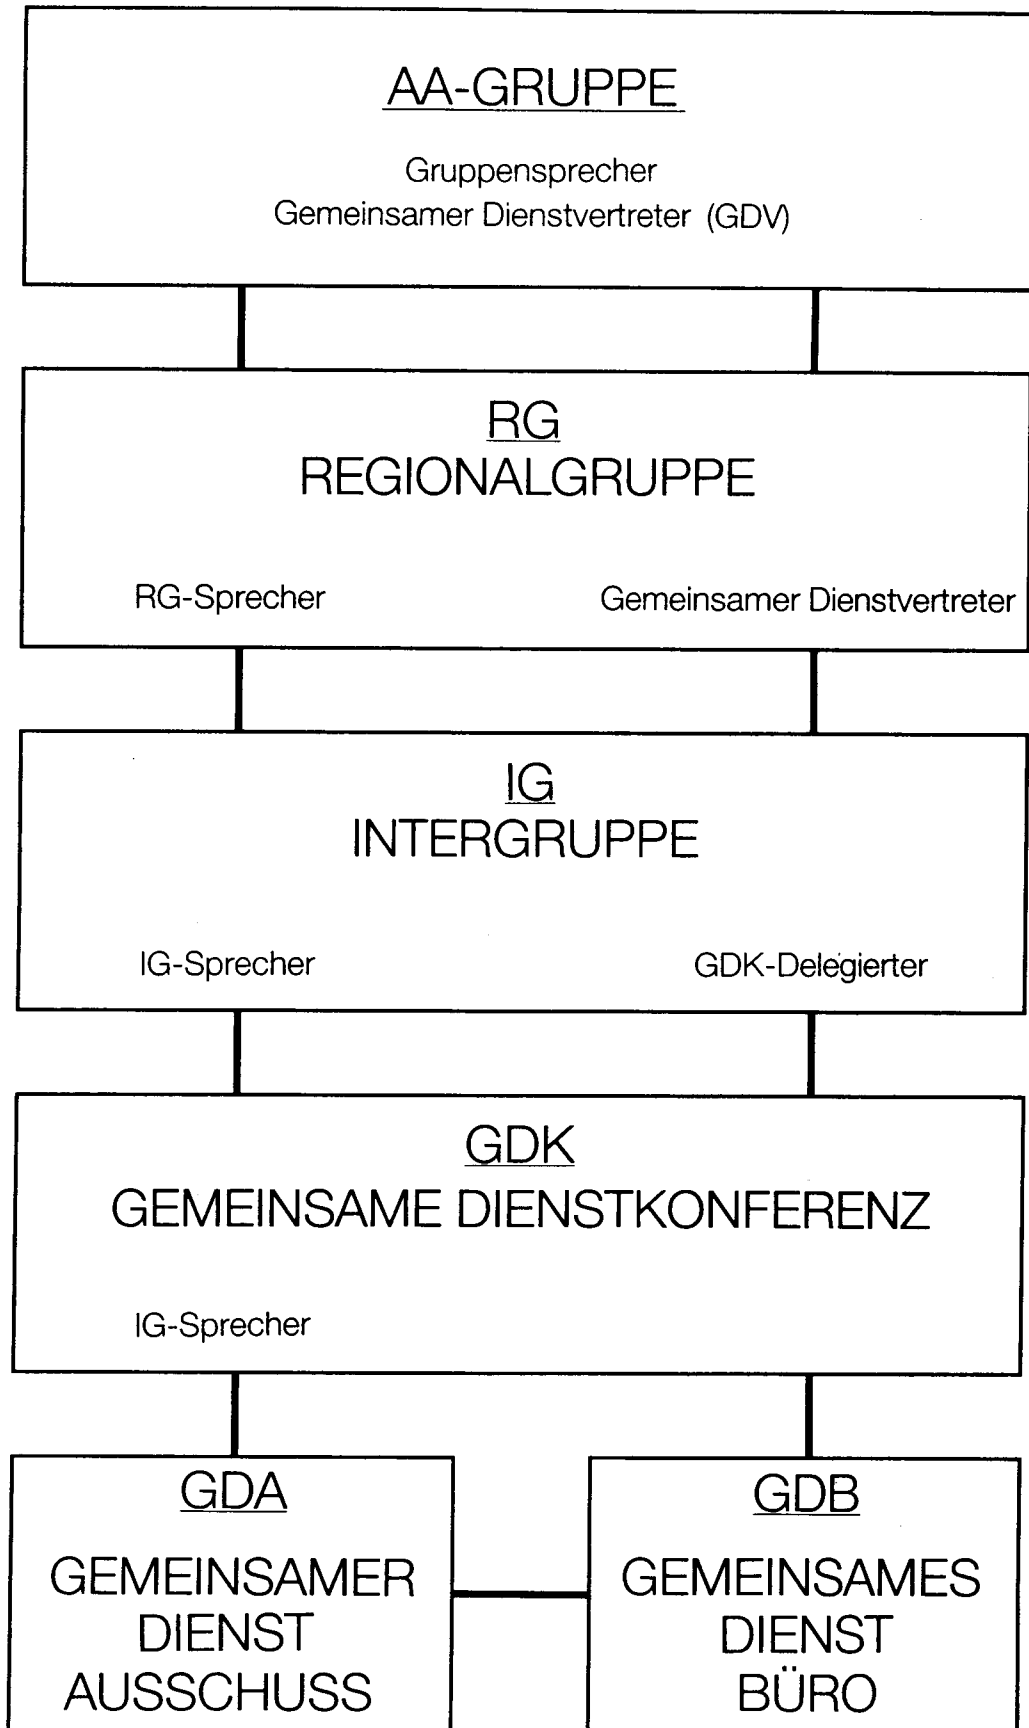 AA-GRUPPE
Gruppensprecher
Gemeinsamer Dienstvertreter (GDV)
RG
REGIONALGRUPPE
RG-Sprecher Gemeinsamer Dienstvertreter
IG
INTERGRUPPE
IG-Sprecher GDK-Delegierter
GDK
GEMEINSAME DIENSTKONFERENZ
IG-Sprecher
GDA
GEMEINSAMER
DIENST
AUSSCHUSS
GDB
GEMEINSAMES
DIENST
BÜRO